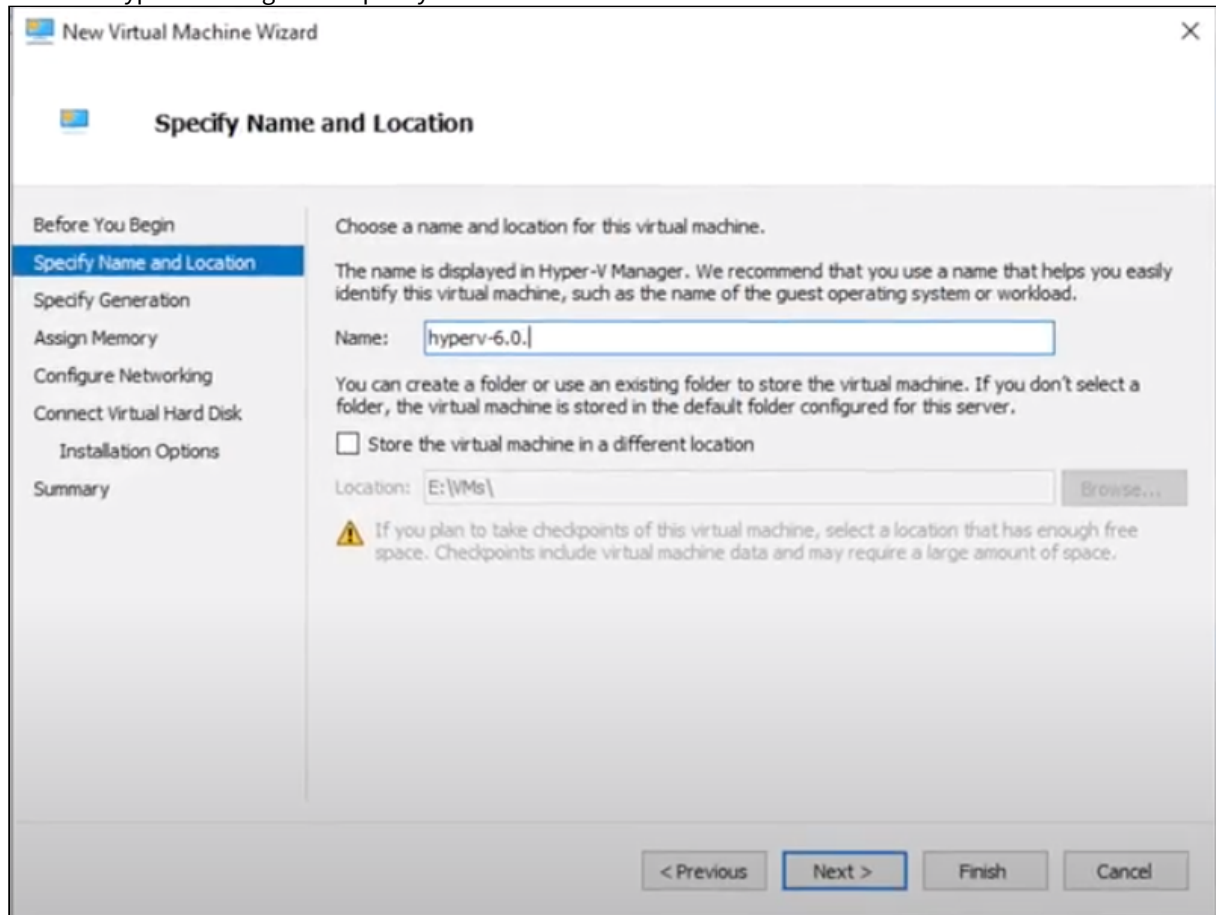 New Virtual Machine Wizard
Specify Name and Location
Before You Begin
Specify Name and Location
Specify Generation
Assign Memory
Configure Networking
Connect Virtual Hard Disk
Installation Options
Summary
Choose a name and location for this virtual machine.
The name is displayed in Hyper-V Manager. We recommend that you use a name that helps you easily
identify this virtual machine, such as the name of the guest operating system or workload.
Name: hyperv-6.0.
You can create a folder or use an existing folder to store the virtual machine. If you don't select a
folder, the virtual machine is stored in the default folder configured for this server.
Store the virtual machine in a different location
Location: E:\VMs\ Browse...
If you plan to take checkpoints of this virtual machine, select a location that has enough free
space. Checkpoints include virtual machine data and may require a large amount of space.
< Previous Next > Finish Cancel